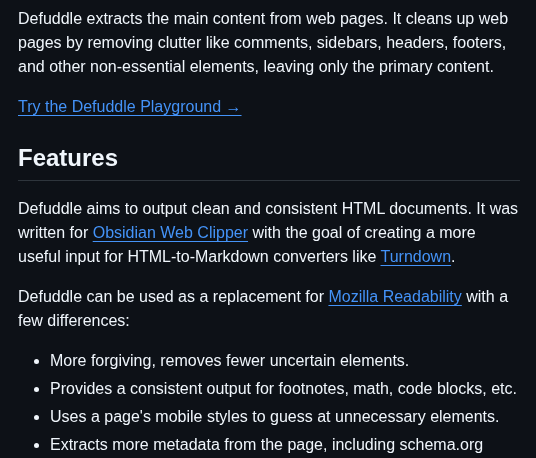 Defuddle extracts the main content from web pages. It cleans up web
pages by removing clutter like comments, sidebars, headers, footers,
and other non-essential elements, leaving only the primary content.
Try the Defuddle Playground →
Features
Defuddle aims to output clean and consistent HTML documents. It was
written for Obsidian Web Clipper with the goal of creating a more
useful input for HTML-to-Markdown converters like Turndown.
Defuddle can be used as a replacement for Mozilla Readability with a
few differences:
• More forgiving, removes fewer uncertain elements.
• Provides a consistent output for footnotes, math, code blocks, etc.
• Uses a page's mobile styles to guess at unnecessary elements.
• Extracts more metadata from the page, including schema.org